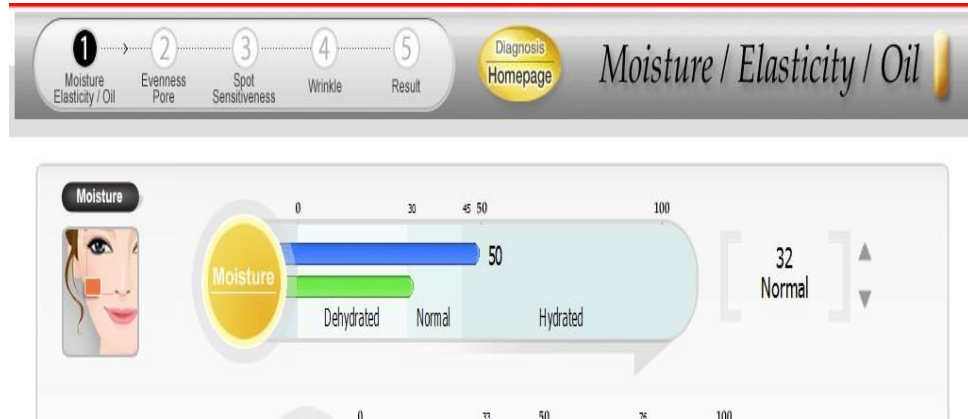 1 2 3 4 5
Moisture Elasticity / Oil
Evenness Pore
Spot Sensitiveness
Wrinkle
Result
Diagnosis
Homepage
Moisture / Elasticity / Oil
Moisture
0 30 45 50 100
Moisture
50
Dehydrated Normal Hydrated
32
Normal
0 33 50 76 100